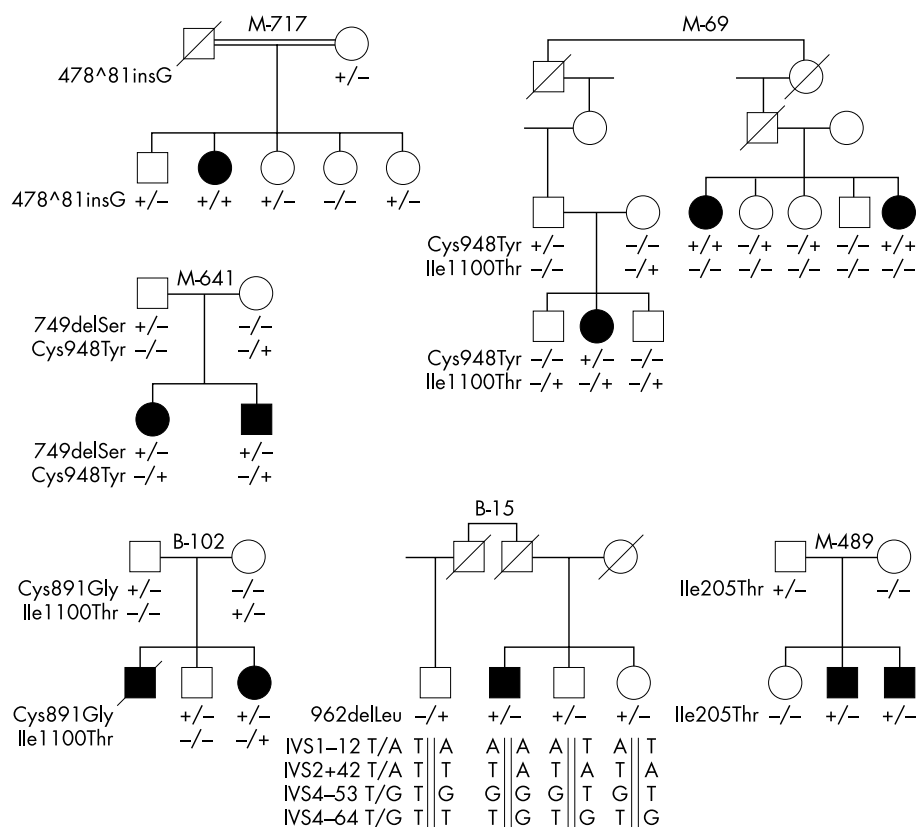 M-717
478^81insG +/–
478^81insG +/– +/+ +/– –/– +/–
M-69
Cys948Tyr +/– –/–
Ile1100Thr –/– –/+
+/+ –/+ –/+ –/– +/+
–/– –/– –/– –/– –/–
Cys948Tyr –/– +/– –/–
Ile1100Thr –/+ –/+ –/+
M-641
749delSer +/– –/–
Cys948Tyr –/– –/+
749delSer +/– +/–
Cys948Tyr –/+ –/+
B-102
Cys891Gly +/– –/–
Ile1100Thr –/– +/–
Cys891Gly +/– +/–
Ile1100Thr –/– –/+
B-15
962delLeu –/+ +/– +/– +/–
IVS1–12 T/A T A A A A T A T
IVS2+42 T/A T T T A T A T A
IVS4–53 T/G T G G G G T G T
IVS4–64 T/G T T T G T G T G
M-489
Ile205Thr +/– –/–
Ile205Thr –/– +/– +/–